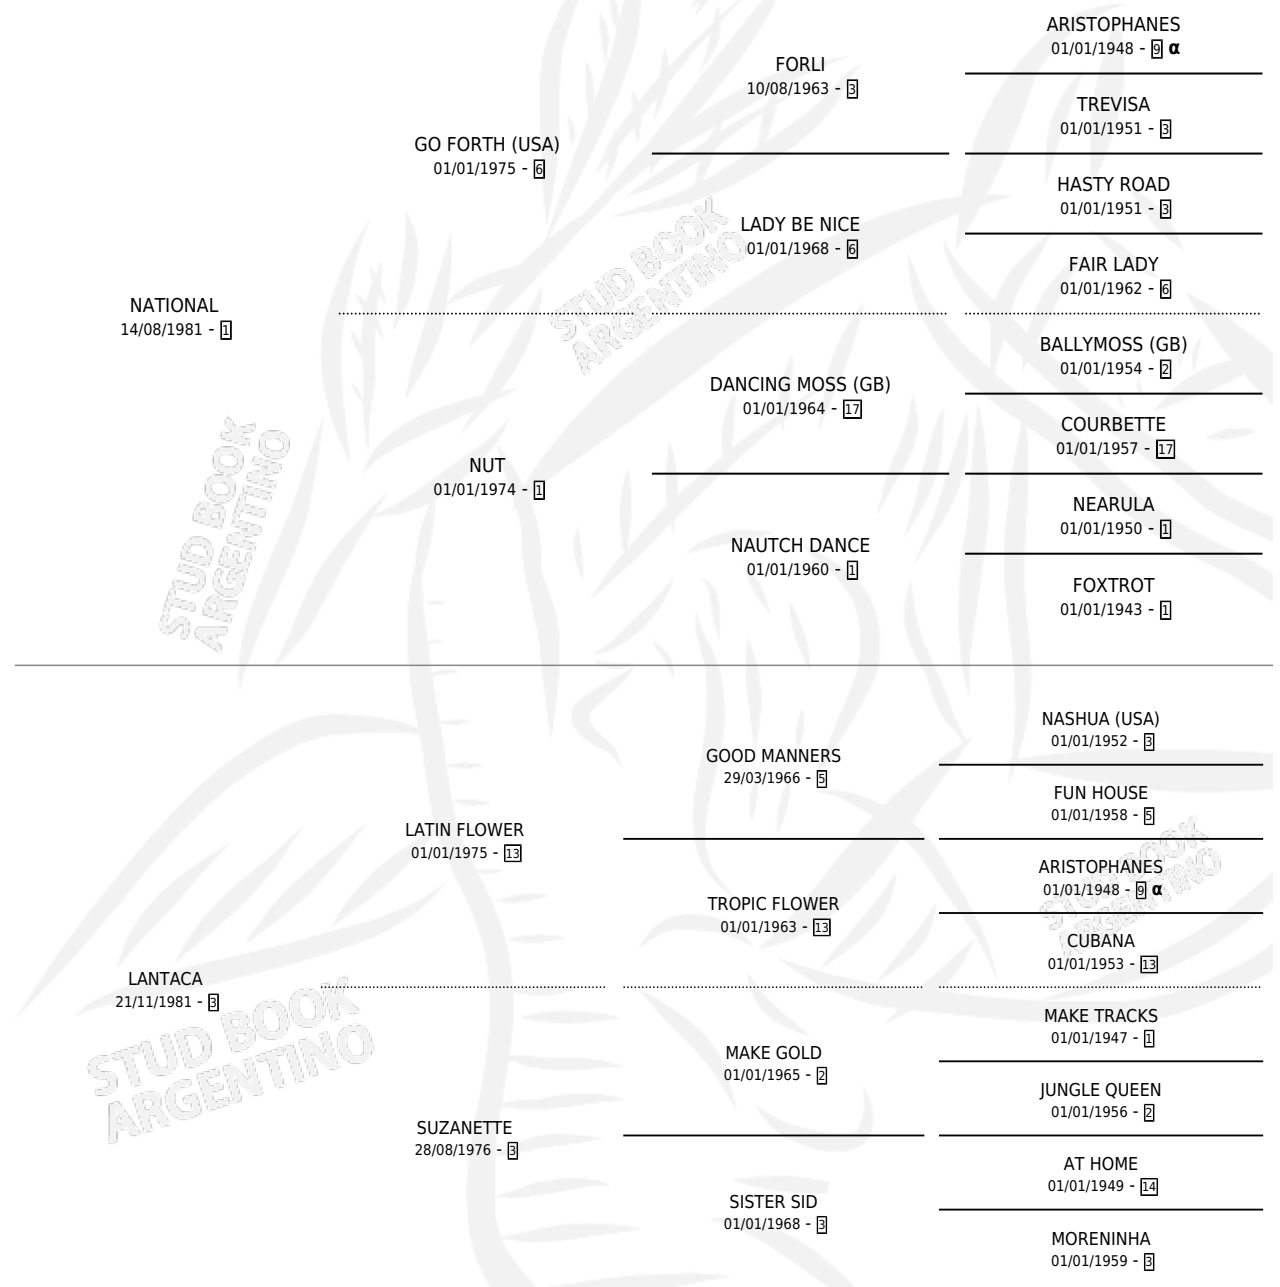 ARISTOPHANES
01/01/1948 - 9 α
FORLI
10/08/1963 - 3
TREVISA
01/01/1951 - 3
GO FORTH (USA)
01/01/1975 - 6
HASTY ROAD
01/01/1951 - 3
LADY BE NICE
01/01/1968 - 6
FAIR LADY
01/01/1962 - 6
NATIONAL
14/08/1981 - 1
BALLYMOSS (GB)
01/01/1954 - 2
DANCING MOSS (GB)
01/01/1964 - 17
COURBETTE
01/01/1957 - 17
NUT
01/01/1974 - 1
NEARULA
01/01/1950 - 1
NAUTCH DANCE
01/01/1960 - 1
FOXTROT
01/01/1943 - 1
NASHUA (USA)
01/01/1952 - 3
GOOD MANNERS
29/03/1966 - 5
FUN HOUSE
01/01/1958 - 5
LATIN FLOWER
01/01/1975 - 13
ARISTOPHANES
01/01/1948 - 9 α
TROPIC FLOWER
01/01/1963 - 13
CUBANA
01/01/1953 - 13
LANTACA
21/11/1981 - 3
MAKE TRACKS
01/01/1947 - 1
MAKE GOLD
01/01/1965 - 2
JUNGLE QUEEN
01/01/1956 - 2
SUZANETTE
28/08/1976 - 3
AT HOME
01/01/1949 - 14
SISTER SID
01/01/1968 - 3
MORENINHA
01/01/1959 - 3
STUD BOOK
ARGENTINO
STUD BOOK
ARGENTINO
STUD BOOK
ARGENTINO
STUD BOOK
ARGENTINO